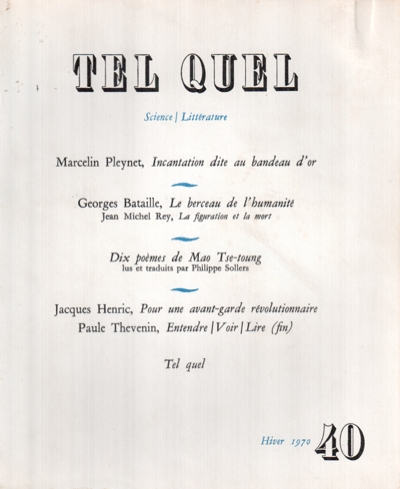 TEL QUEL
Science | Littérature
Marcelin Pleynet, Incantation dite au bandeau d'or
Georges Bataille, Le berceau de l'humanité
Jean Michel Rey, La figuration et la mort
Dix poèmes de Mao Tse-toung
lus et traduits par Philippe Sollers
Jacques Henric, Pour une avant-garde révolutionnaire
Paule Thevenin, Entendre | Voir | Lire (fin)
Tel quel
Hiver 1970 40